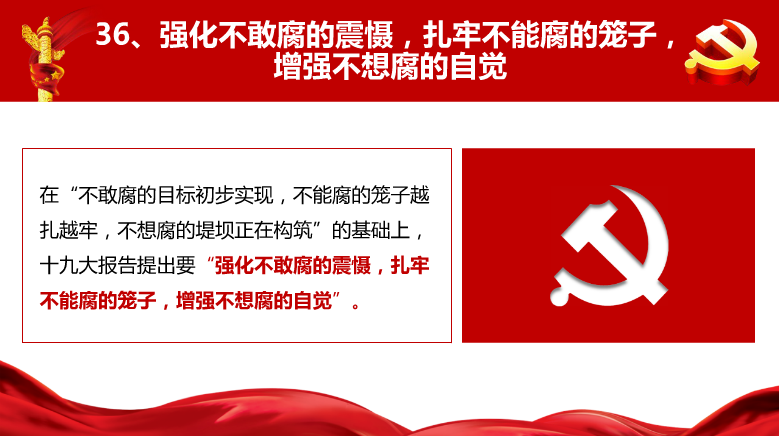 36、强化不敢腐的震慑，扎牢不能腐的笼子，
增强不想腐的自觉
在“不敢腐的目标初步实现，不能腐的笼子越
扎越牢，不想腐的堤坝正在构筑”的基础上，
十九大报告提出要“强化不敢腐的震慑，扎牢
不能腐的笼子，增强不想腐的自觉”。